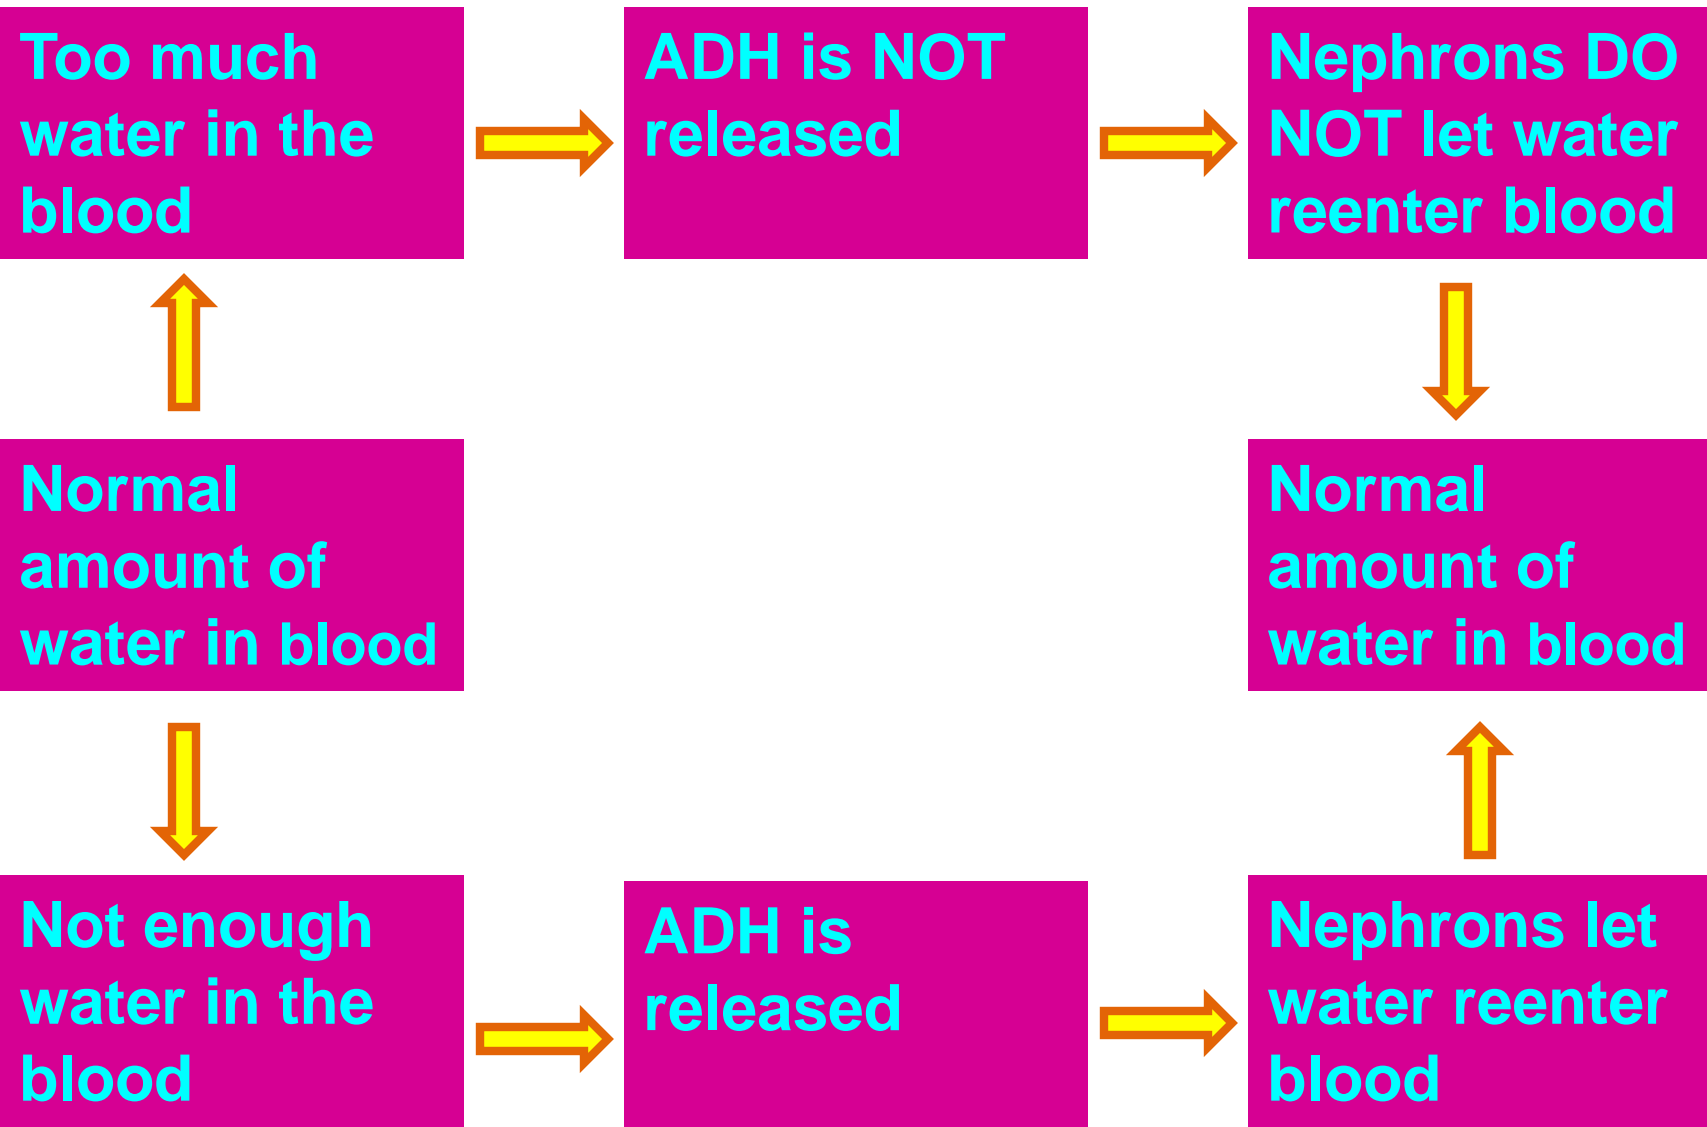 Too much
water in the
blood
ADH is NOT
released
Nephrons DO
NOT let water
reenter blood
Normal
amount of
water in blood
Normal
amount of
water in blood
Not enough
water in the
blood
ADH is
released
Nephrons let
water reenter
blood